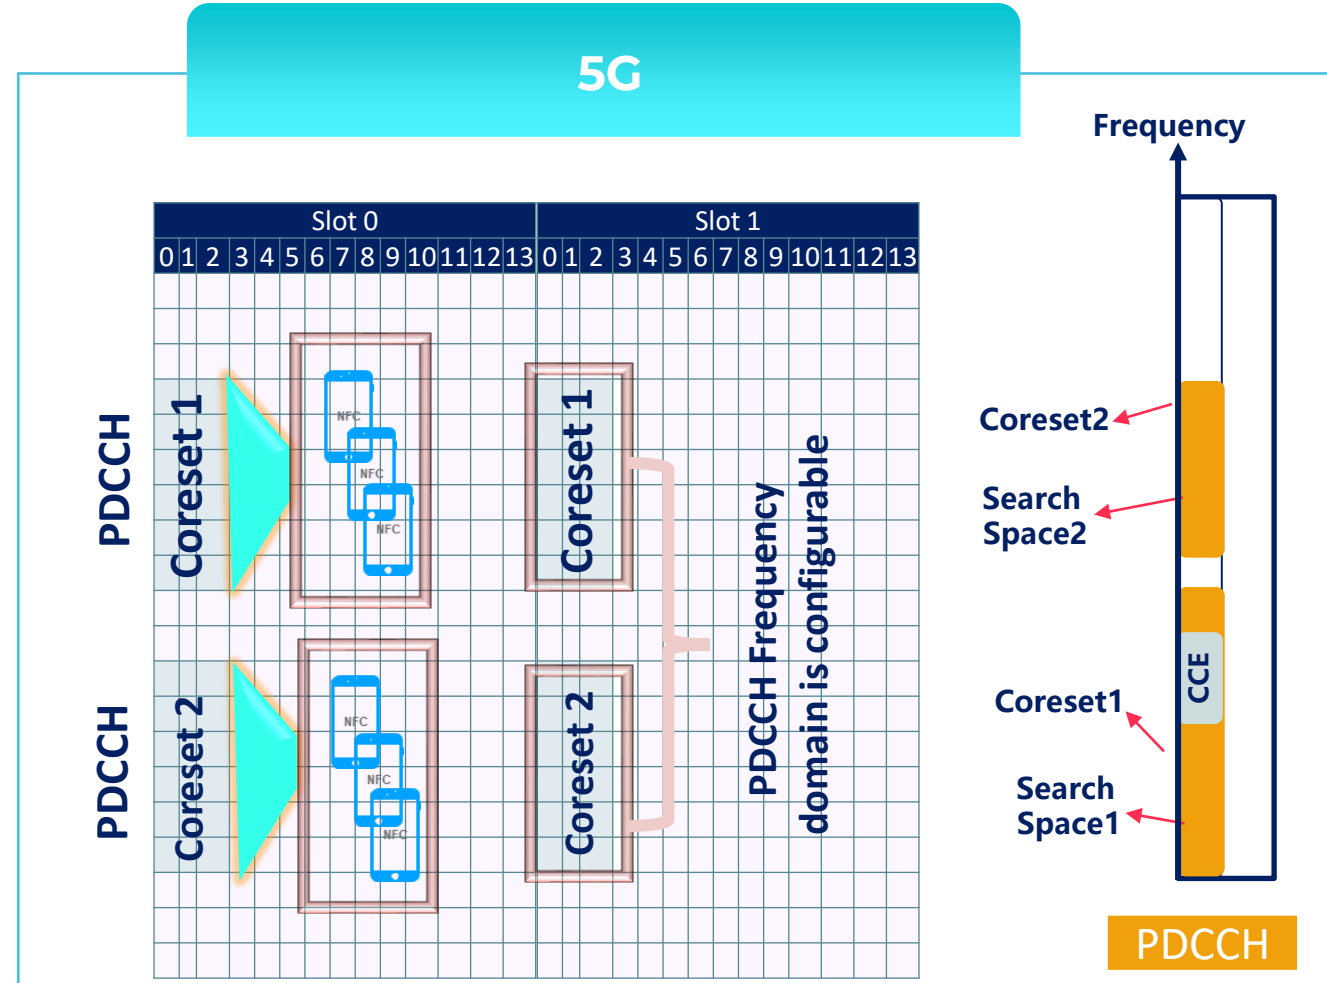 5G
Slot 0
Slot 1
0 1 2 3 4 5 6 7 8 9 10 11 12 13 0 1 2 3 4 5 6 7 8 9 10 11 12 13
PDCCH
Coreset 1
NFC
NFC
NFC
Coreset 1
PDCCH
Coreset 2
NFC
NFC
NFC
Coreset 2
PDCCH Frequency
domain is configurable
Frequency
Coreset2
Search
Space2
CCE
Coreset1
Search
Space1
PDCCH